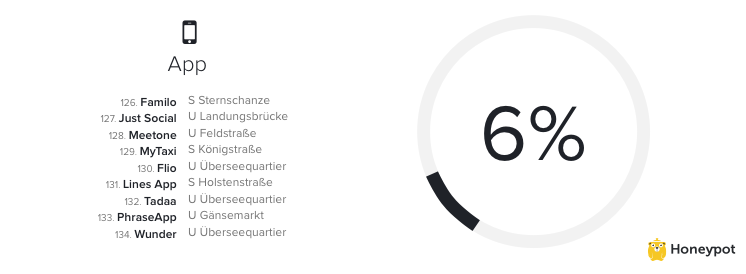 App
126. Familo S Sternschanze
127. Just Social U Landungsbrücke
128. Meetone U Feldstraße
129. MyTaxi S Königstraße
130. Flio U Überseequartier
131. Lines App S Holstenstraße
132. Tadaa U Überseequartier
133. PhraseApp U Gänsemarkt
134. Wunder U Überseequartier
6%
Honeypot